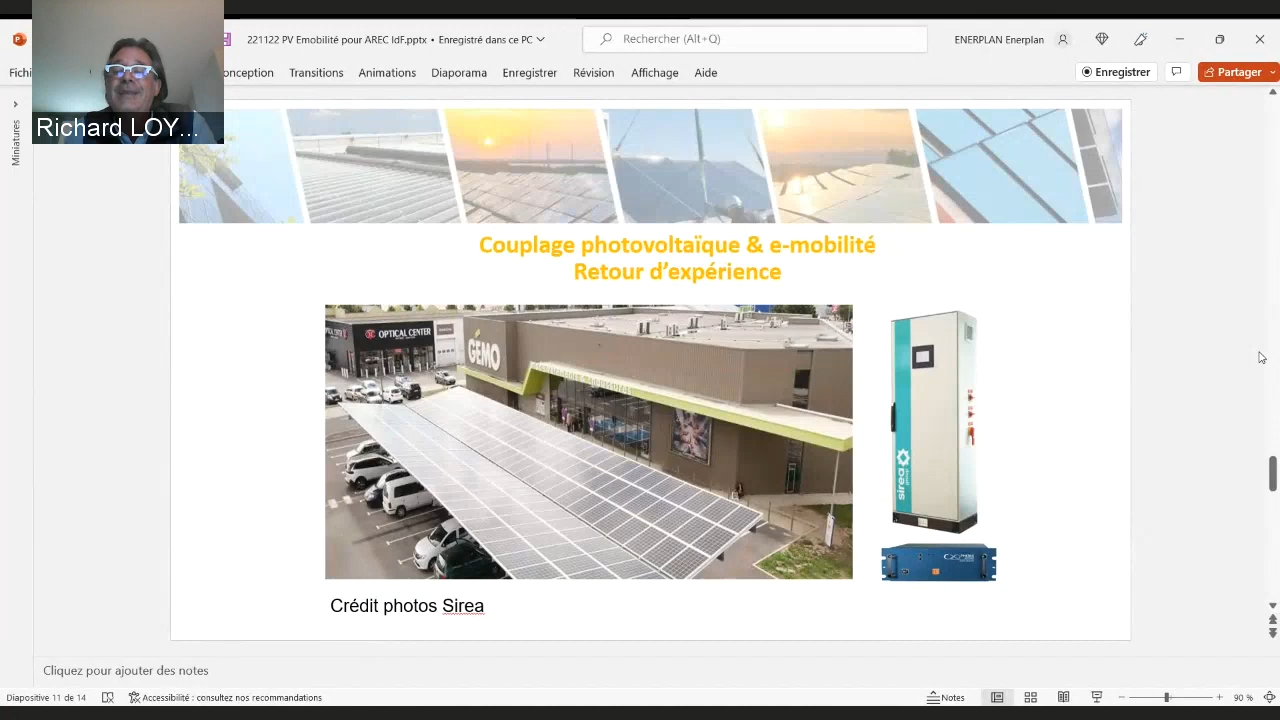 221122 PV Emobilité pour AREC IdF.pptx • Enregistré dans ce PC
Rechercher (Alt+Q)
ENERPLAN Enerplan
Fichi
onception
Transitions
Animations
Diaporama
Enregistrer
Révision
Affichage
Aide
Enregistrer
Partager
Richard LOY...
Miniatures
Couplage photovoltaïque & e-mobilité
Retour d'expérience
OPTICAL CENTER
GÉMO
sirea
Crédit photos Sirea
Cliquez pour ajouter des notes
Diapositive 11 de 14
Accessibilité : consultez nos recommandations
Notes
90 %